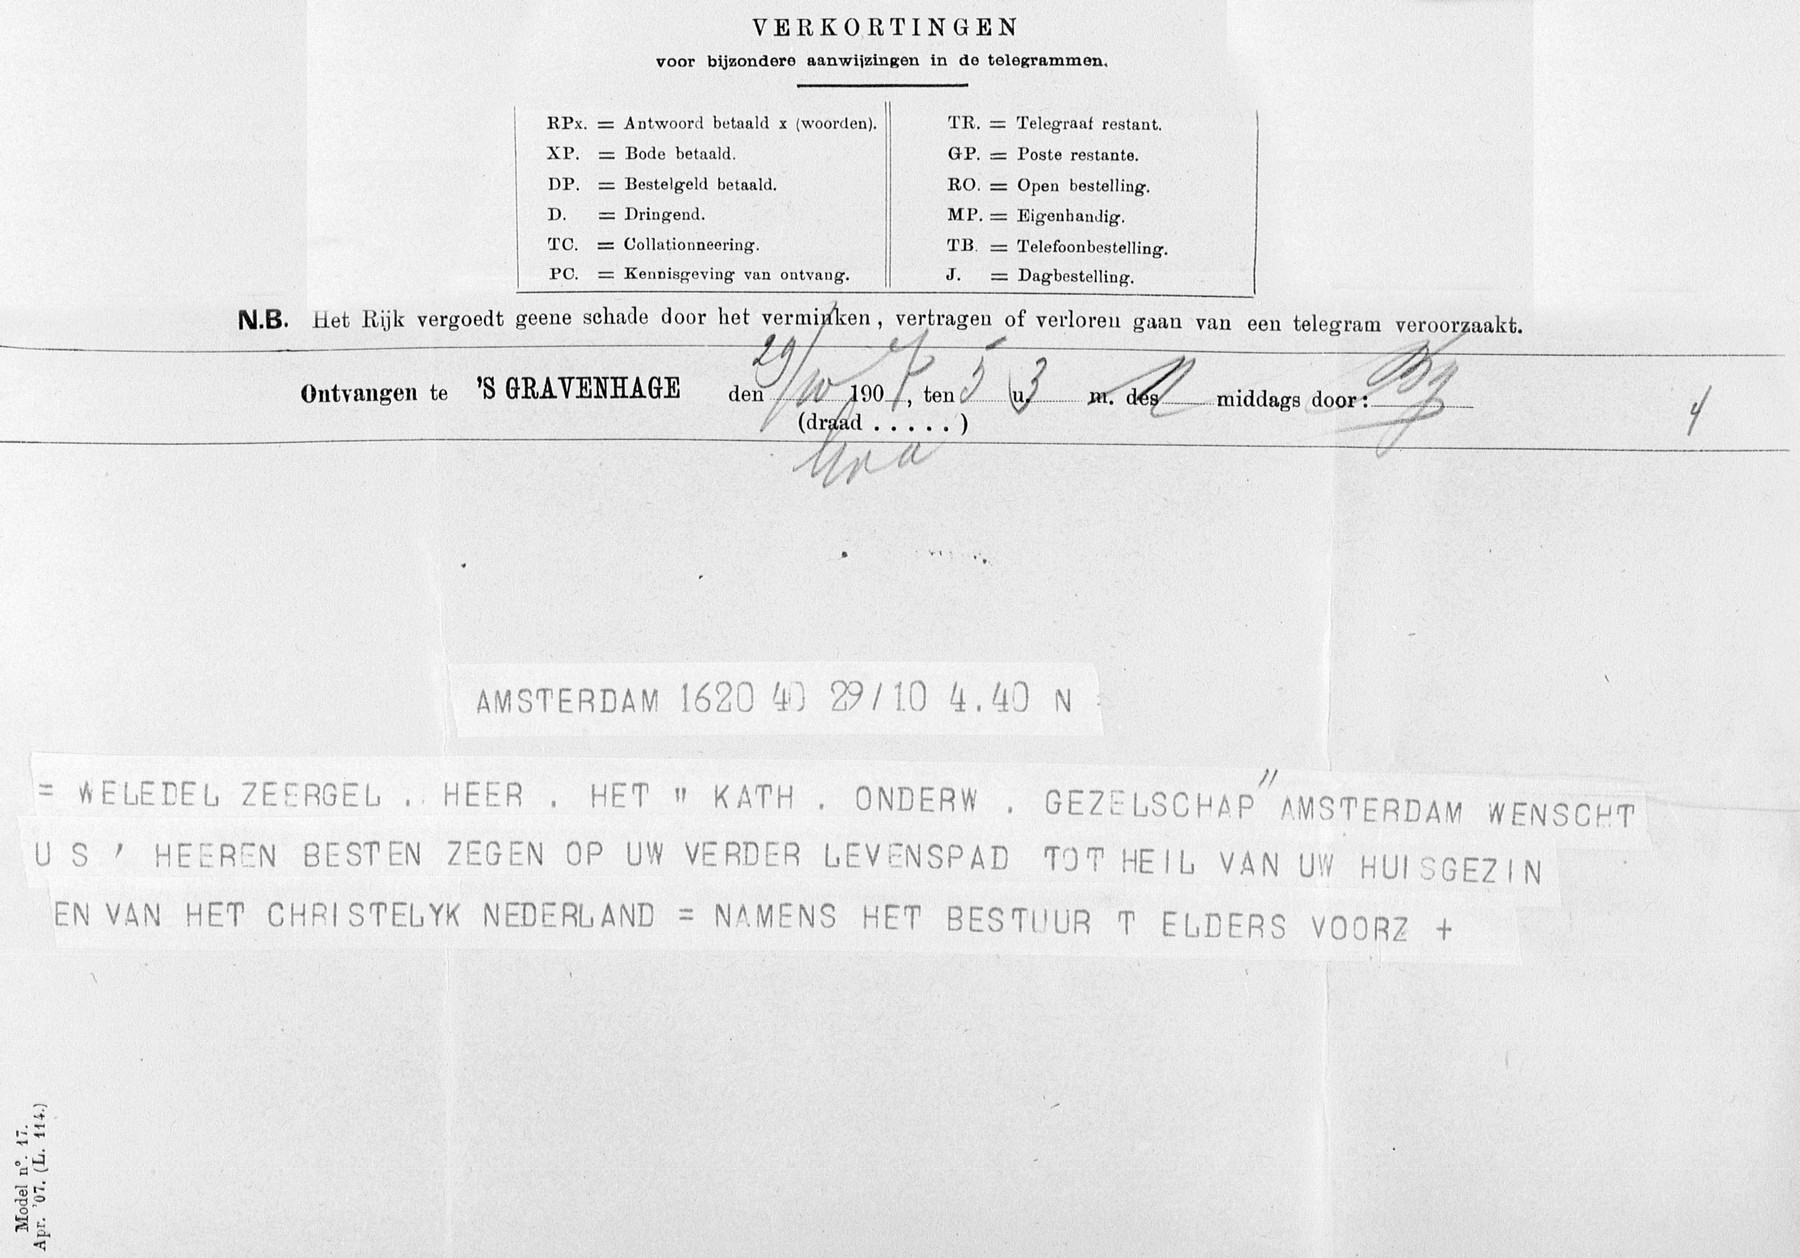 VERKORTINGEN
voor bijzondere aanwijzingen in de telegrammen.
RPx. = Antwoord betaald x (woorden).
XP. = Bode betaald.
DP. = Bestelgeld betaald.
D. = Dringend.
TC. = Collationneering.
PC. = Kennisgeving van ontvang.
TR. = Telegraaf restant.
GP. = Poste restante.
RO. = Open bestelling.
MP. = Eigenhandig.
TB. = Telefoonbestelling.
J. = Dagbestelling.
N.B. Het Rijk vergoedt geene schade door het verminken, vertragen of verloren gaan van een telegram veroorzaakt.
Ontvangen te 'S GRAVENHAGE den 29/10 1907, ten 5 u. 3 m. des n middags door:
4
(draad . . . . . )
AMSTERDAM 1620 40 29/10 4.40 N =
= WELEDEL ZEERGEL .. HEER . HET " KATH . ONDERW . GEZELSCHAP " AMSTERDAM WENSCHT
U S ' HEEREN BESTEN ZEGEN OP UW VERDER LEVENSPAD TOT HEIL VAN UW HUISGEZIN
EN VAN HET CHRISTELYK NEDERLAND = NAMENS HET BESTUUR T ELDERS VOORZ +
Model n°. 17.
Apr. '07. (L. 114.)